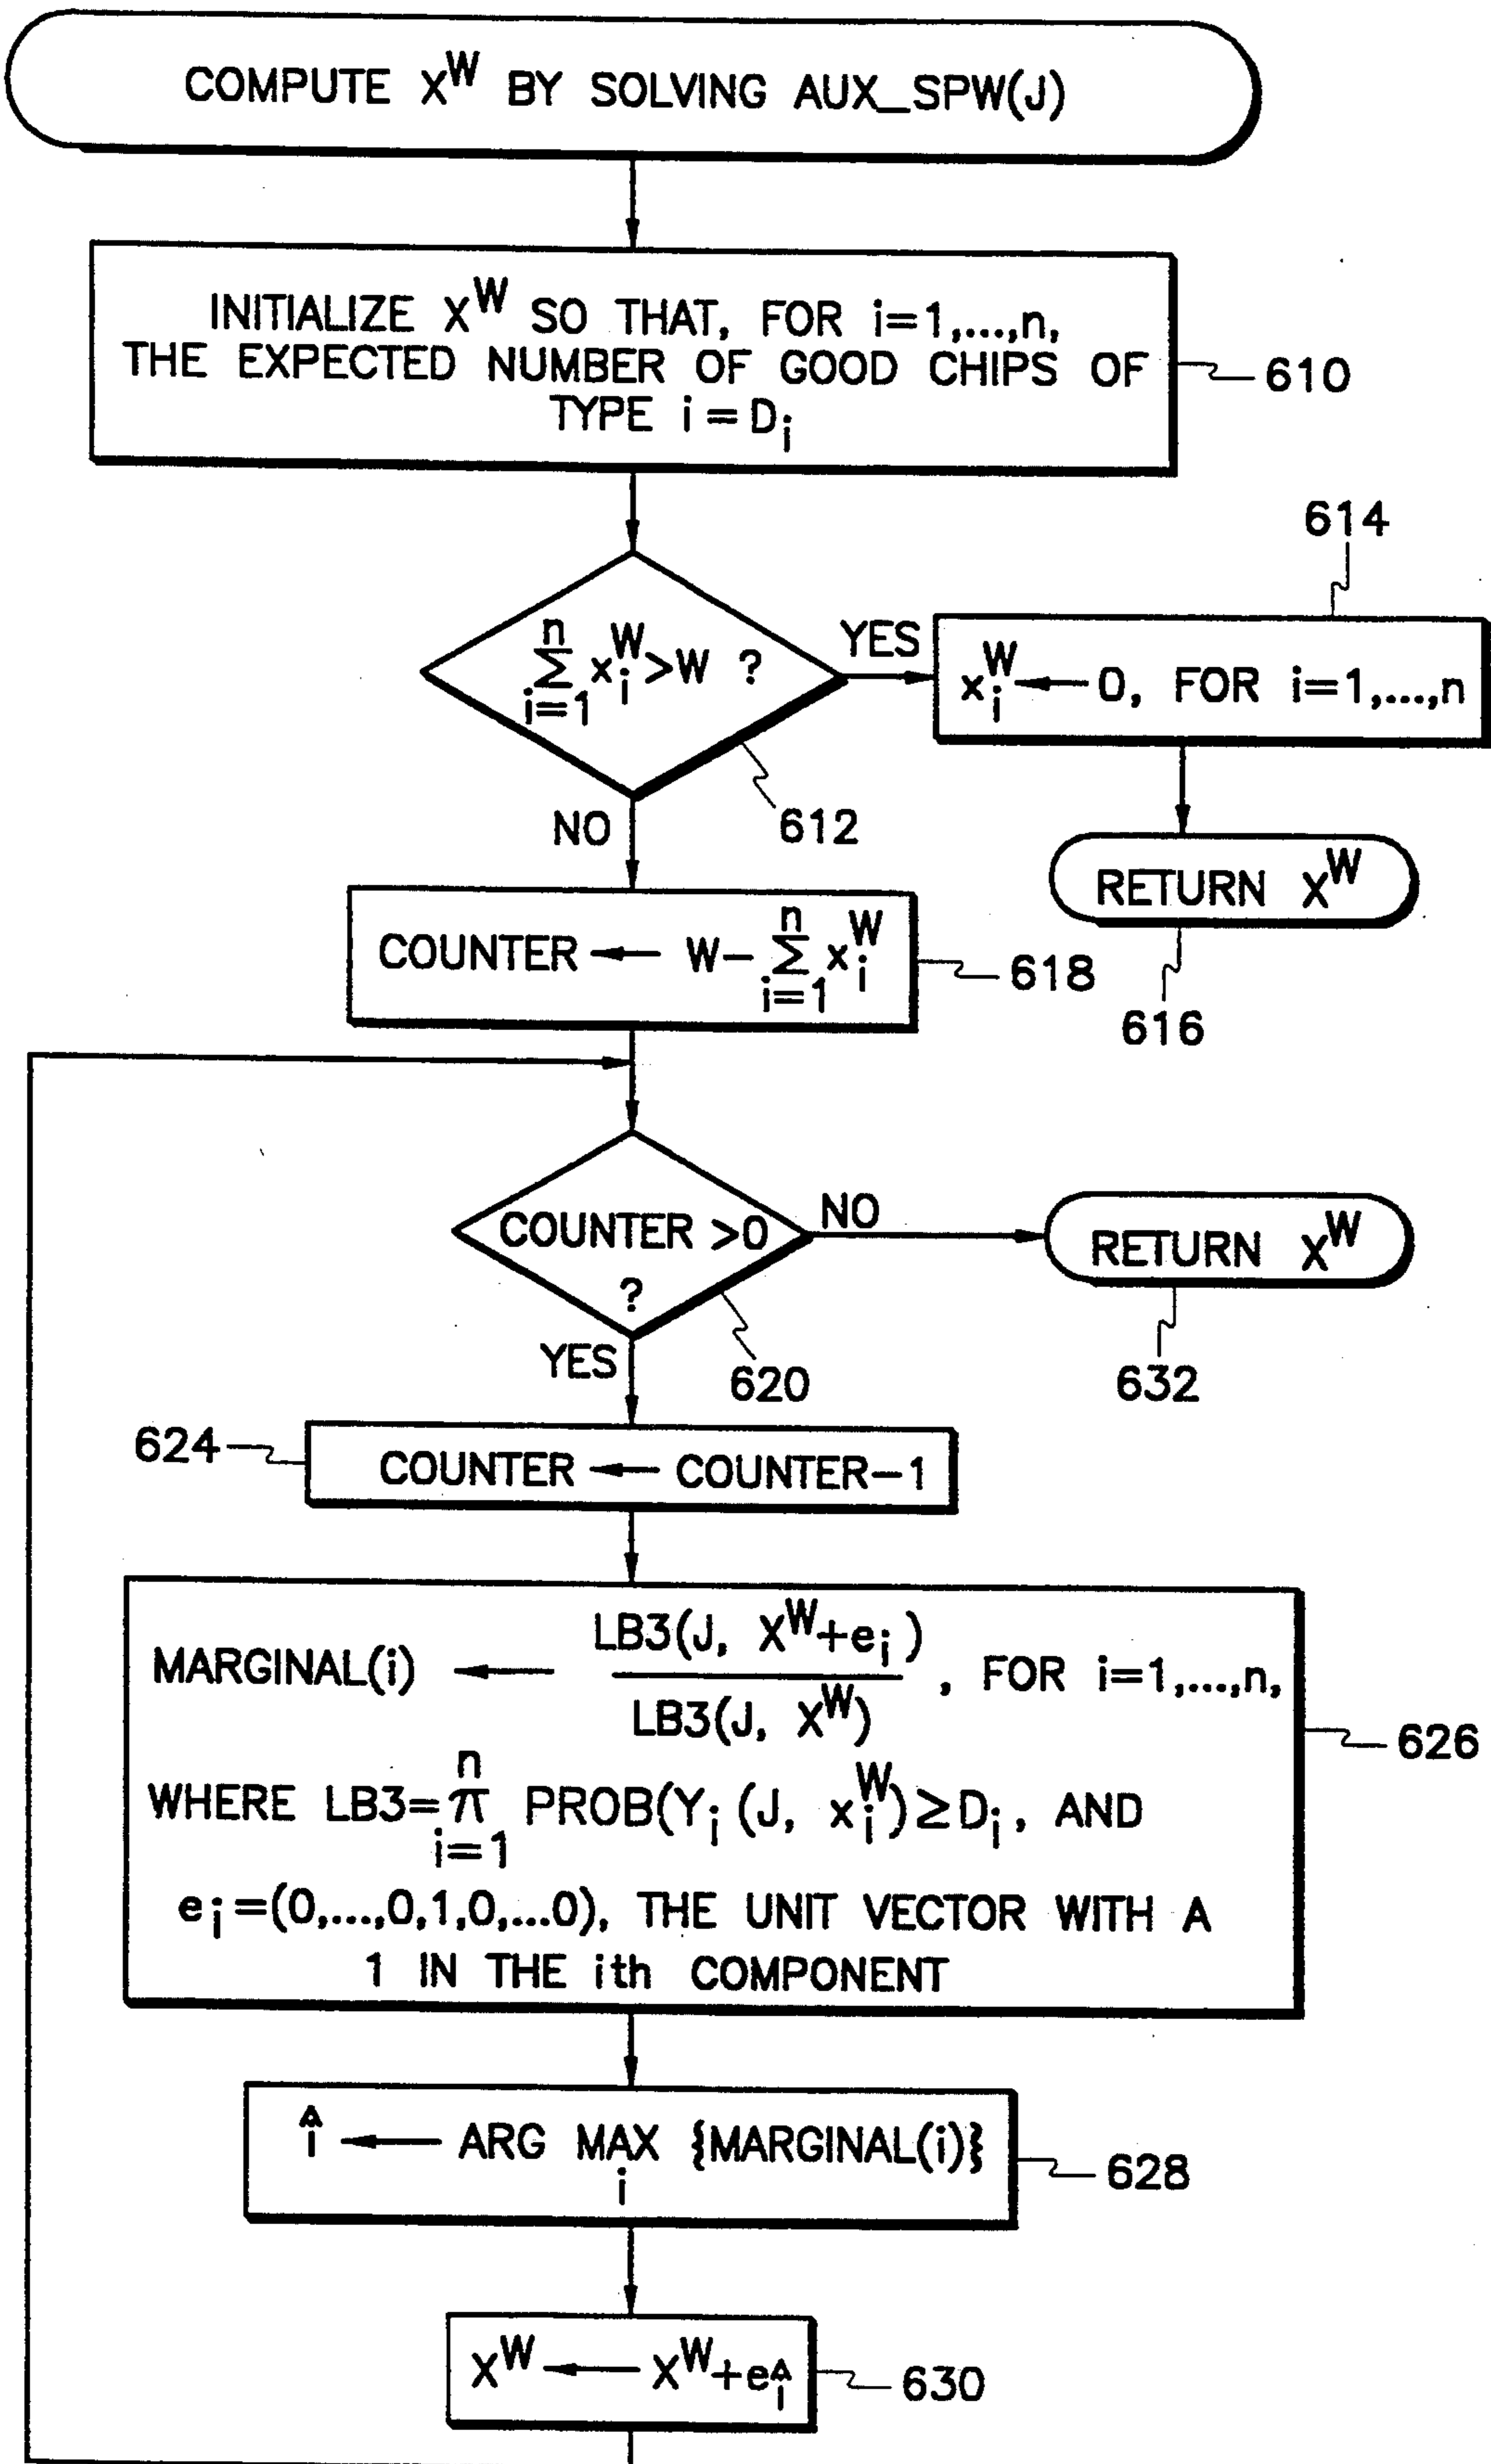 COMPUTE X^W BY SOLVING AUX_SPW(J)
INITIALIZE X^W SO THAT, FOR i=1,...,n,
THE EXPECTED NUMBER OF GOOD CHIPS OF
TYPE i=D_i
610
n
Σ x_i^W>W ?
i=1
612
YES
614
x_i^W ← 0, FOR i=1,...,n
RETURN X^W
616
NO
n
COUNTER ← W- Σ x_i^W
i=1
618
COUNTER >0
?
620
NO
RETURN X^W
632
YES
624
COUNTER ← COUNTER-1
LB3(J, X^W+e_i)
MARGINAL(i) ← , FOR i=1,...,n,
LB3(J, X^W)
626
n
WHERE LB3= π PROB(Y_i (J, x_i^W)≥D_i, AND
i=1
e_i=(0,...,0,1,0,...0), THE UNIT VECTOR WITH A
1 IN THE ith COMPONENT
î ← ARG MAX {MARGINAL(i)}
i
628
X^W ← X^W+e_î
630